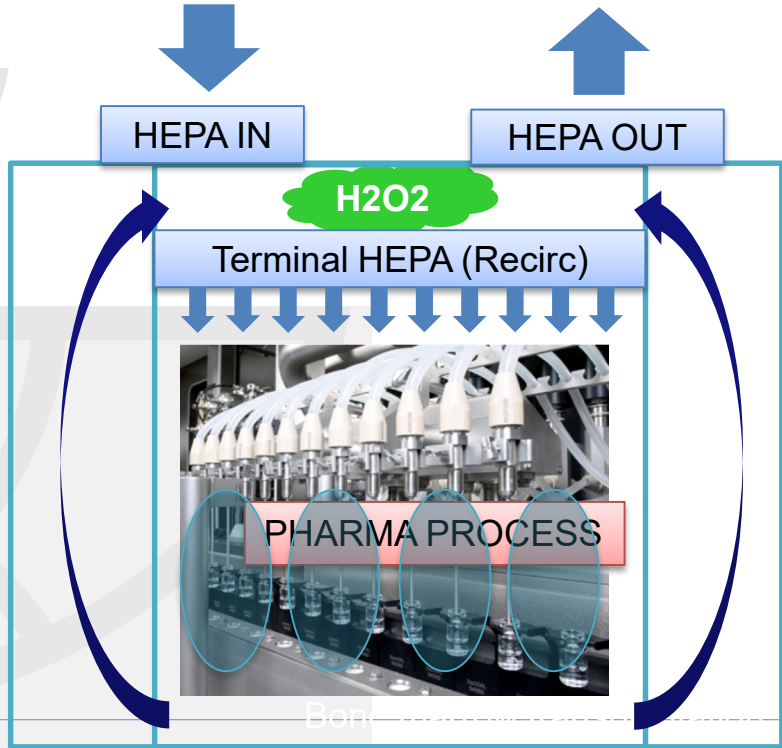 HEPA IN
HEPA OUT
H2O2
Terminal HEPA (Recirc)
PHARMA PROCESS